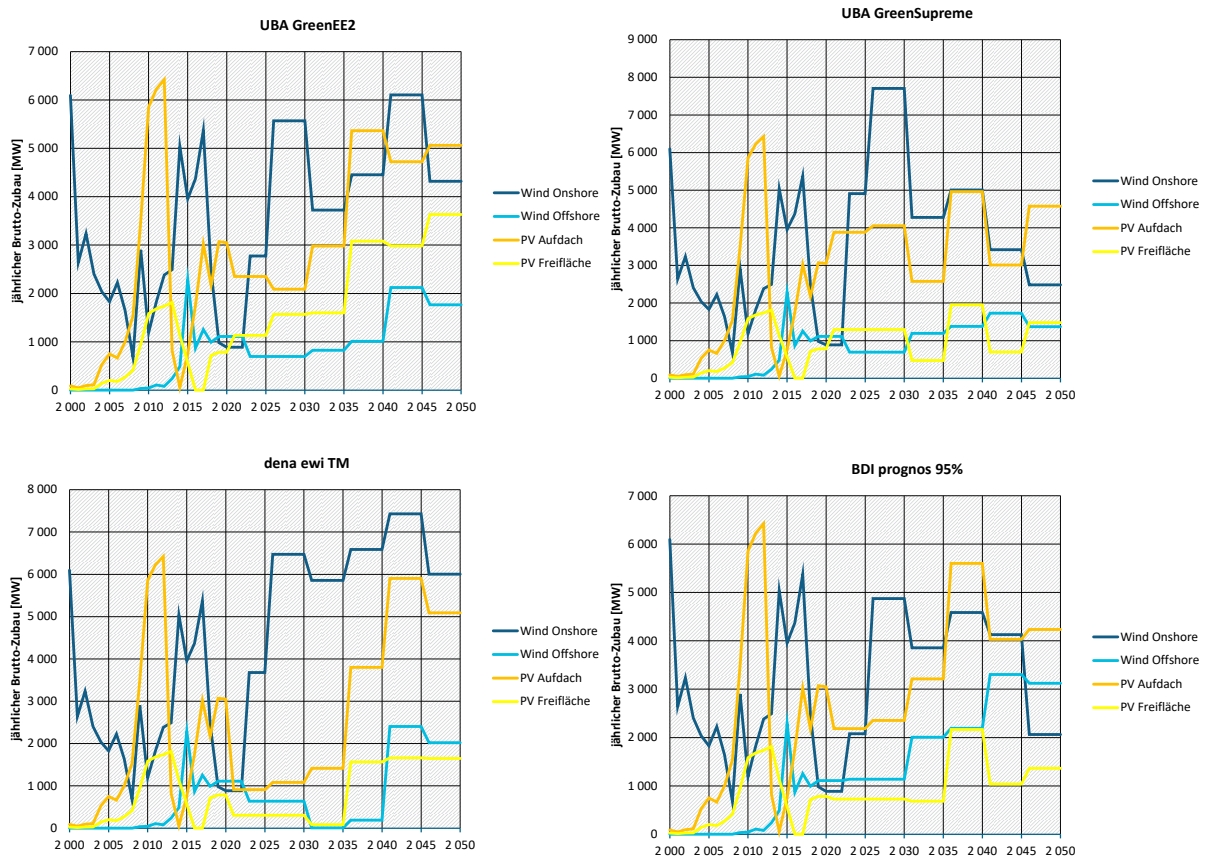 UBA GreenEE2
jährlicher Brutto-Zubau [MW]
7 000
6 000
5 000
4 000
3 000
2 000
1 000
0
2 000 2 005 2 010 2 015 2 020 2 025 2 030 2 035 2 040 2 045 2 050
Wind Onshore
Wind Offshore
PV Aufdach
PV Freifläche
UBA GreenSupreme
jährlicher Brutto-Zubau [MW]
9 000
8 000
7 000
6 000
5 000
4 000
3 000
2 000
1 000
0
2 000 2 005 2 010 2 015 2 020 2 025 2 030 2 035 2 040 2 045 2 050
Wind Onshore
Wind Offshore
PV Aufdach
PV Freifläche
dena ewi TM
jährlicher Brutto-Zubau [MW]
8 000
7 000
6 000
5 000
4 000
3 000
2 000
1 000
0
2 000 2 005 2 010 2 015 2 020 2 025 2 030 2 035 2 040 2 045 2 050
Wind Onshore
Wind Offshore
PV Aufdach
PV Freifläche
BDI prognos 95%
jährlicher Brutto-Zubau [MW]
7 000
6 000
5 000
4 000
3 000
2 000
1 000
0
2 000 2 005 2 010 2 015 2 020 2 025 2 030 2 035 2 040 2 045 2 050
Wind Onshore
Wind Offshore
PV Aufdach
PV Freifläche